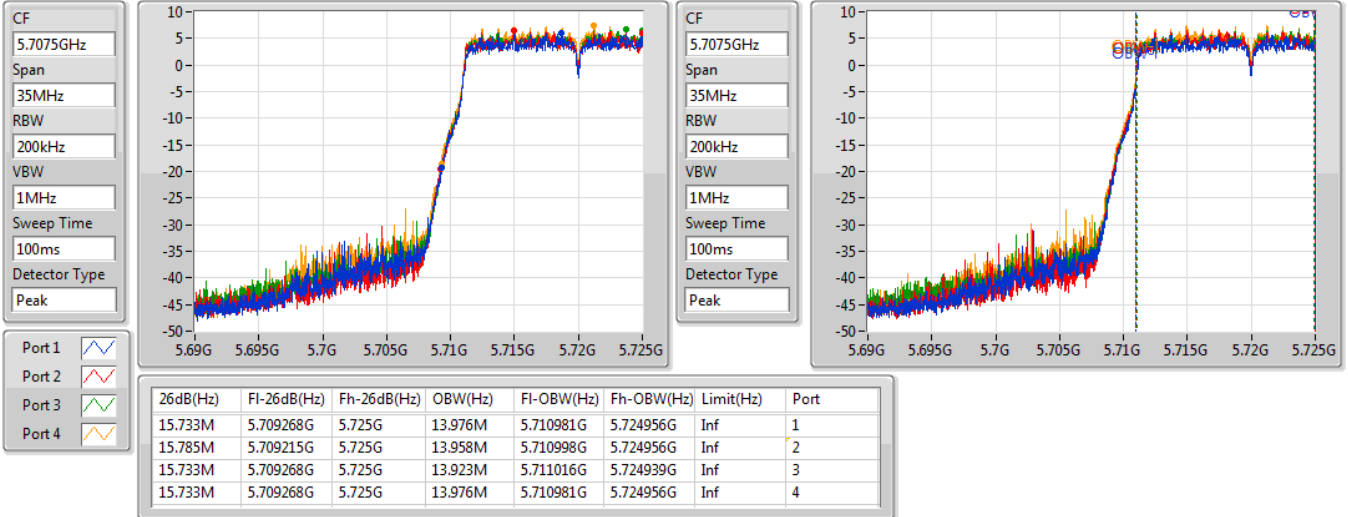 CF
5.7075GHz
Span
35MHz
RBW
200kHz
VBW
1MHz
Sweep Time
100ms
Detector Type
Peak
10
5
0
-5
-10
-15
-20
-25
-30
-35
-40
-45
-50
5.69G 5.695G 5.7G 5.705G 5.71G 5.715G 5.72G 5.725G
CF
5.7075GHz
Span
35MHz
RBW
200kHz
VBW
1MHz
Sweep Time
100ms
Detector Type
Peak
10
5
0
-5
-10
-15
-20
-25
-30
-35
-40
-45
-50
5.69G 5.695G 5.7G 5.705G 5.71G 5.715G 5.72G 5.725G
Port 1
Port 2
Port 3
Port 4
26dB(Hz) Fl-26dB(Hz) Fh-26dB(Hz) OBW(Hz) Fl-OBW(Hz) Fh-OBW(Hz) Limit(Hz) Port
15.733M 5.709268G 5.725G 13.976M 5.710981G 5.724956G Inf 1
15.785M 5.709215G 5.725G 13.958M 5.710998G 5.724956G Inf 2
15.733M 5.709268G 5.725G 13.923M 5.711016G 5.724939G Inf 3
15.733M 5.709268G 5.725G 13.976M 5.710981G 5.724956G Inf 4